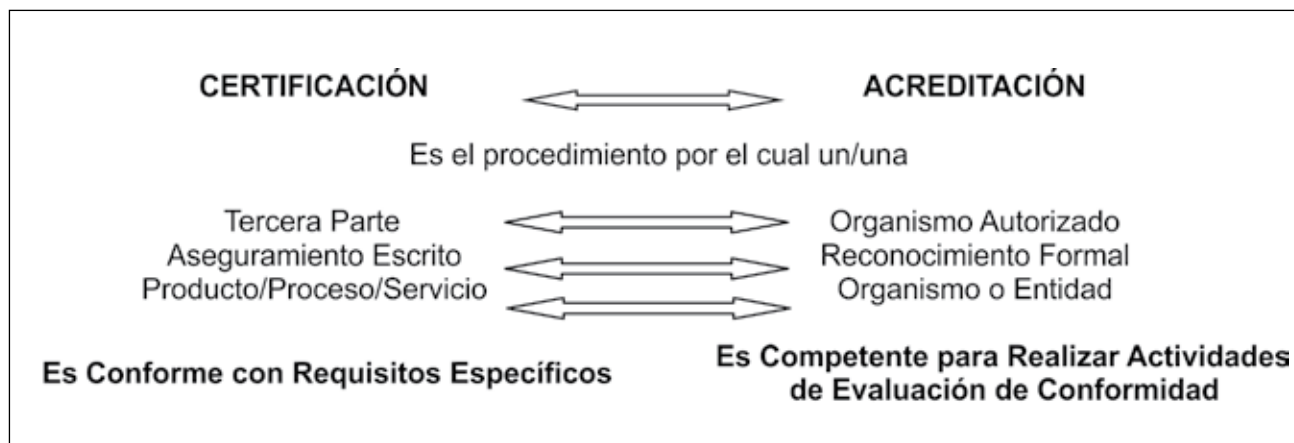 CERTIFICACIÓN
ACREDITACIÓN
Es el procedimiento por el cual un/una
Tercera Parte
Organismo Autorizado
Aseguramiento Escrito
Reconocimiento Formal
Producto/Proceso/Servicio
Organismo o Entidad
Es Conforme con Requisitos Específicos
Es Competente para Realizar Actividades
de Evaluación de Conformidad